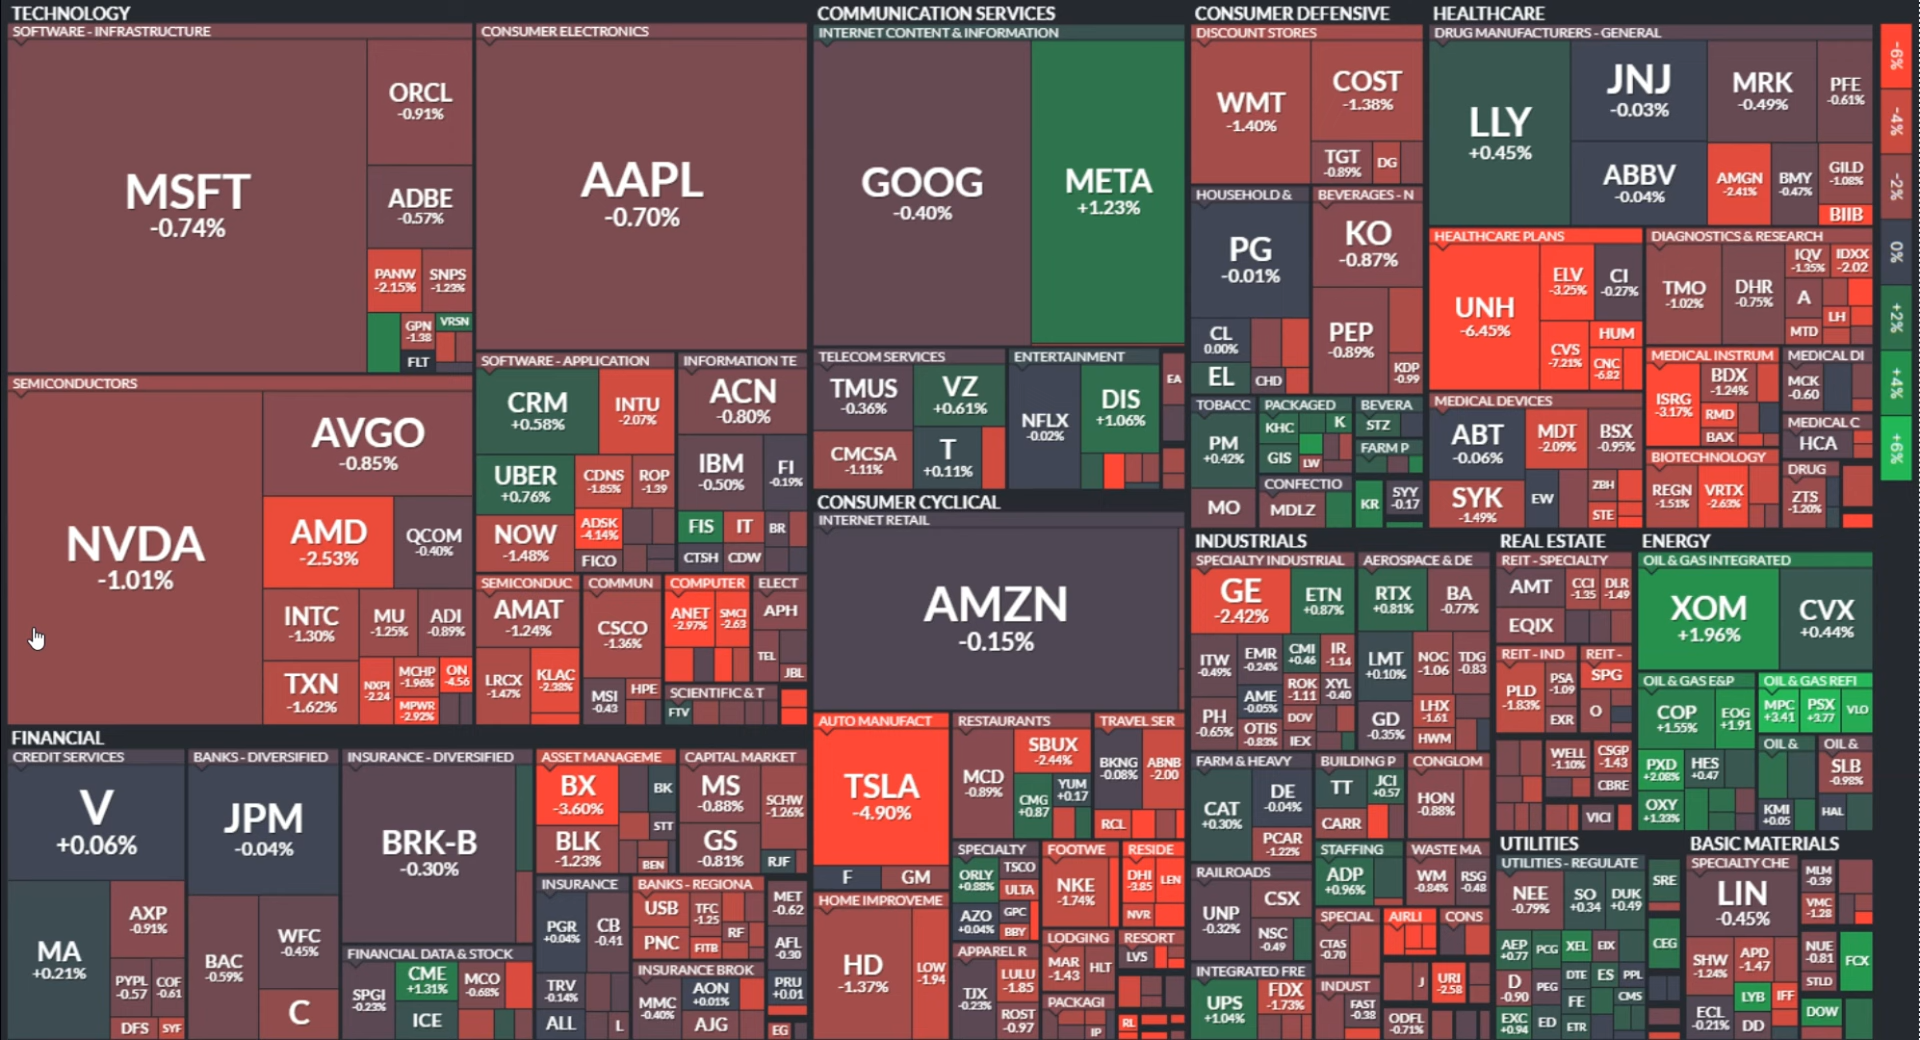 TECHNOLOGY
SOFTWARE - INFRASTRUCTURE
MSFT
-0.74%
ORCL
-0.91%
ADBE
-0.57%
PANW
-2.15%
SNPS
-1.23%
GPN
-1.38
VRSN
FLT
CONSUMER ELECTRONICS
AAPL
-0.70%
SEMICONDUCTORS
NVDA
-1.01%
AVGO
-0.85%
AMD
-2.53%
QCOM
-0.40%
INTC
-1.30%
MU
-1.25%
ADI
-0.89%
TXN
-1.62%
NXPI
-2.24
MCHP
-1.96%
ON
-4.56
MPWR
-2.92%
SOFTWARE - APPLICATION
CRM
+0.58%
INTU
-2.07%
UBER
+0.76%
CDNS
-1.85%
ROP
-1.39
NOW
-1.48%
ADSK
-4.14%
FICO
INFORMATION TE
ACN
-0.80%
IBM
-0.50%
FI
-0.19%
FIS
IT
BR
CTSH
CDW
SEMICONDUC
AMAT
-1.24%
LRCX
-1.47%
KLAC
-2.38%
COMMUN
CSCO
-1.36%
MSI
-0.43
HPE
COMPUTER
ANET
-2.97%
SMCI
-2.63
ELECT
APH
TEL
JBL
SCIENTIFIC & T
FTV
COMMUNICATION SERVICES
INTERNET CONTENT & INFORMATION
GOOG
-0.40%
META
+1.23%
TELECOM SERVICES
TMUS
-0.36%
VZ
+0.61%
CMCSA
-1.11%
T
+0.11%
ENTERTAINMENT
NFLX
-0.02%
DIS
+1.06%
EA
CONSUMER CYCLICAL
INTERNET RETAIL
AMZN
-0.15%
AUTO MANUFACT
TSLA
-4.90%
F
GM
HOME IMPROVEME
HD
-1.37%
LOW
-1.94
RESTAURANTS
MCD
-0.89%
SBUX
-2.44%
CMG
+0.87
YUM
+0.17
TRAVEL SER
BKNG
-0.08%
ABNB
-2.00
RCL
SPECIALTY
ORLY
+0.88%
TSCO
ULTA
AZO
+0.04%
GPC
BBY
FOOTWE
NKE
-1.74%
RESIDE
DHI
-3.85
LEN
NVR
APPAREL R
TJX
-0.23%
LULU
-1.85
ROST
-0.97
LODGING
MAR
-1.43
HLT
RESORT
LVS
PACKAGI
IP
RL
CONSUMER DEFENSIVE
DISCOUNT STORES
WMT
-1.40%
COST
-1.38%
TGT
-0.89%
DG
HOUSEHOLD &
PG
-0.01%
CL
0.00%
EL
CHD
BEVERAGES - N
KO
-0.87%
PEP
-0.89%
KDP
-0.99
TOBACC
PM
+0.42%
MO
PACKAGED
KHC
K
GIS
LW
BEVERA
STZ
FARM P
CONFECTIO
MDLZ
KR
SYY
-0.17
HEALTHCARE
DRUG MANUFACTURERS - GENERAL
LLY
+0.45%
JNJ
-0.03%
MRK
-0.49%
PFE
-0.61%
ABBV
-0.04%
AMGN
-2.41%
BMY
-0.47%
GILD
-1.08%
BIIB
HEALTHCARE PLANS
UNH
-6.45%
ELV
-3.25%
CI
-0.27%
CVS
-7.21%
HUM
CNC
-6.82
DIAGNOSTICS & RESEARCH
TMO
-1.02%
DHR
-0.75%
IQV
-1.35%
IDXX
-2.02
A
LH
MTD
MEDICAL DEVICES
ABT
-0.06%
MDT
-2.09%
BSX
-0.95%
SYK
-1.49%
EW
ZBH
STE
MEDICAL INSTRUM
ISRG
-3.17%
BDX
-1.24%
RMD
BAX
MEDICAL DI
MCK
-0.60
MEDICAL C
HCA
BIOTECHNOLOGY
REGN
-1.51%
VRTX
-2.63%
DRUG
ZTS
-1.20%
-6%
-4%
-2%
0%
+2%
+4%
+6%
INDUSTRIALS
SPECIALTY INDUSTRIAL
GE
-2.42%
ETN
+0.87%
ITW
-0.49%
EMR
-0.24%
CMI
+0.46
IR
-1.14
PH
-0.65%
AME
-0.05%
ROK
-1.11
XYL
-0.40
OTIS
-0.83%
DOV
IEX
AEROSPACE & DE
RTX
+0.81%
BA
-0.77%
LMT
+0.10%
NOC
-1.06
TDG
-0.83
GD
-0.35%
LHX
-1.61
HWM
FARM & HEAVY
CAT
+0.30%
DE
-0.04%
PCAR
-1.22%
BUILDING P
TT
JCI
+0.57
CARR
CONGLOM
HON
-0.88%
RAILROADS
UNP
-0.32%
CSX
NSC
-0.49
STAFFING
ADP
+0.96%
WASTE MA
WM
-0.84%
RSG
-0.48
SPECIAL
CTAS
-0.70
AIRLI
CONS
J
URI
-2.58
INTEGRATED FRE
UPS
+1.04%
FDX
-1.73%
INDUST
FAST
-0.38
ODFL
-0.71%
REAL ESTATE
REIT - SPECIALTY
AMT
CCI
-1.35
DLR
-1.49
EQIX
REIT - IND
PLD
-1.83%
PSA
-1.09
EXR
REIT -
SPG
O
WELL
-1.10%
CSGP
-1.43
CBRE
VICI
ENERGY
OIL & GAS INTEGRATED
XOM
+1.96%
CVX
+0.44%
OIL & GAS E&P
COP
+1.55%
EOG
+1.91
PXD
+2.08%
HES
+0.47
OXY
+1.33%
OIL & GAS REFI
MPC
+3.41
PSX
+3.77
VLO
OIL &
KMI
+0.05
OIL &
SLB
-0.98%
HAL
UTILITIES
UTILITIES - REGULATE
NEE
-0.79%
SO
+0.34
DUK
+0.49
AEP
+0.77
PCG
XEL
EIX
D
-0.90
PEG
DTE
ES
PPL
FE
CMS
EXC
+0.94
ED
ETR
SRE
CEG
BASIC MATERIALS
SPECIALTY CHE
LIN
-0.45%
SHW
-1.24%
APD
-1.47
ECL
-0.21%
LYB
IFF
DD
MLM
-0.39
VMC
-1.28
NUE
-0.81
STLD
FCX
DOW
FINANCIAL
CREDIT SERVICES
V
+0.06%
MA
+0.21%
AXP
-0.91%
PYPL
-0.57
COF
-0.61
DFS
SYF
BANKS - DIVERSIFIED
JPM
-0.04%
BAC
-0.59%
WFC
-0.45%
C
INSURANCE - DIVERSIFIED
BRK-B
-0.30%
FINANCIAL DATA & STOCK
SPGI
-0.23%
CME
+1.31%
MCO
-0.68%
ICE
ASSET MANAGEME
BX
-3.60%
BK
BLK
-1.23%
STT
BEN
CAPITAL MARKET
MS
-0.88%
SCHW
-1.26%
GS
-0.81%
RJF
INSURANCE
PGR
+0.04%
CB
-0.41
TRV
-0.14%
ALL
L
BANKS - REGIONA
USB
TFC
-1.25
RF
PNC
FITB
MET
-0.62
AFL
-0.30
PRU
+0.01
EG
INSURANCE BROK
MMC
-0.40%
AON
+0.01%
AJG